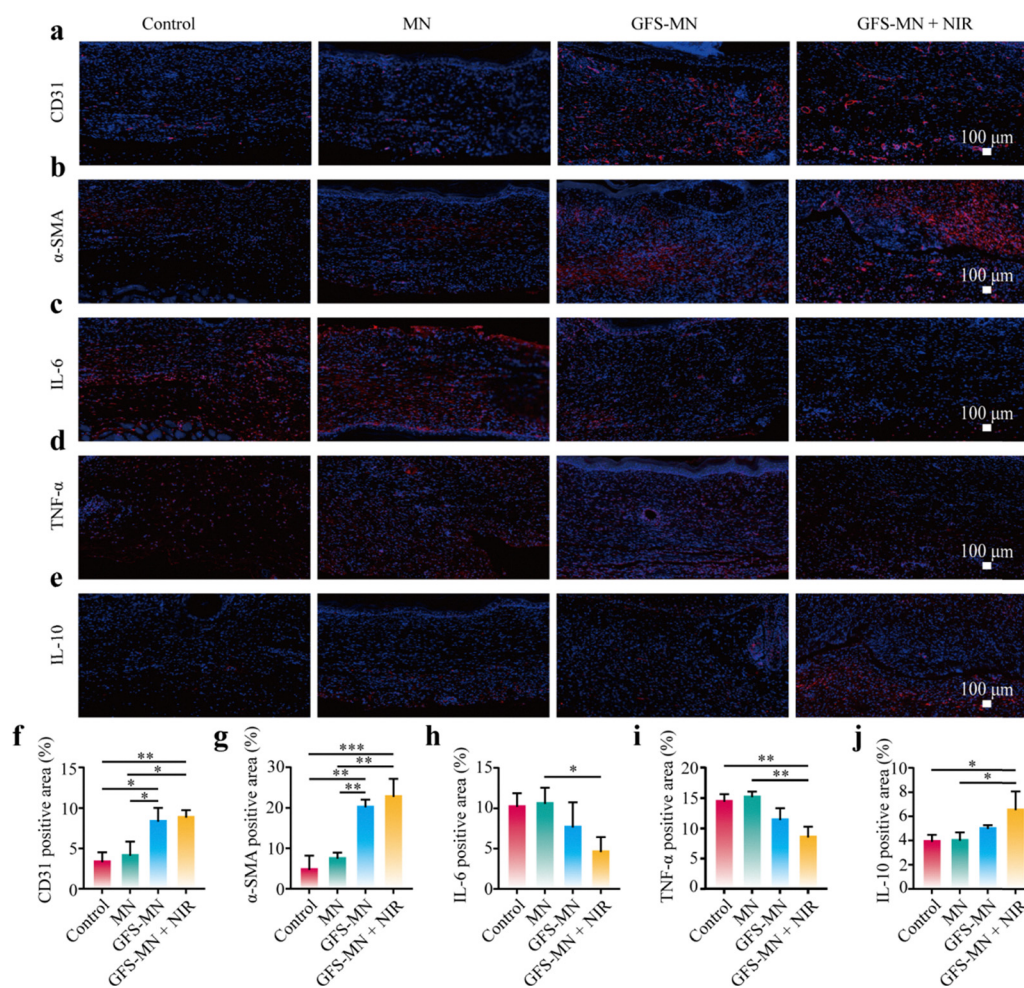 Control MN GFS-MN GFS-MN + NIR
a
CD31
100 μm
b
α-SMA
100 μm
c
IL-6
100 μm
d
TNF-α
100 μm
e
IL-10
100 μm
f
CD31 positive area (%)
15
10
5
0
**
*
*
*
Control
MN
GFS-MN
GFS-MN + NIR
g
α-SMA positive area (%)
30
20
10
0
***
**
**
**
Control
MN
GFS-MN
GFS-MN + NIR
h
IL-6 positive area (%)
15
10
5
0
*
Control
MN
GFS-MN
GFS-MN + NIR
i
TNF-α positive area (%)
20
15
10
5
0
**
**
Control
MN
GFS-MN
GFS-MN + NIR
j
IL-10 positive area (%)
10
8
6
4
2
0
*
*
Control
MN
GFS-MN
GFS-MN + NIR